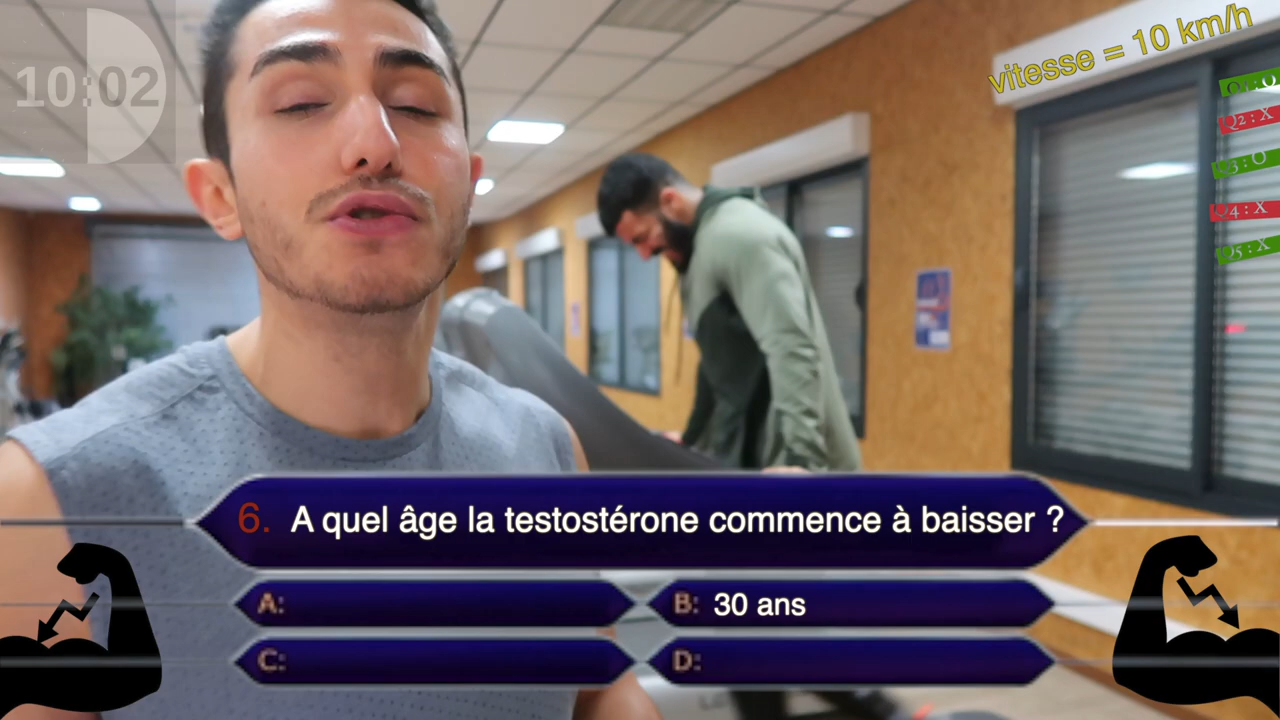 10:02
vitesse = 10 km/h
Q2 : X
Q3 : O
Q4 : X
Q5 : X
6. A quel âge la testostérone commence à baisser ?
A:
B: 30 ans
C:
D: